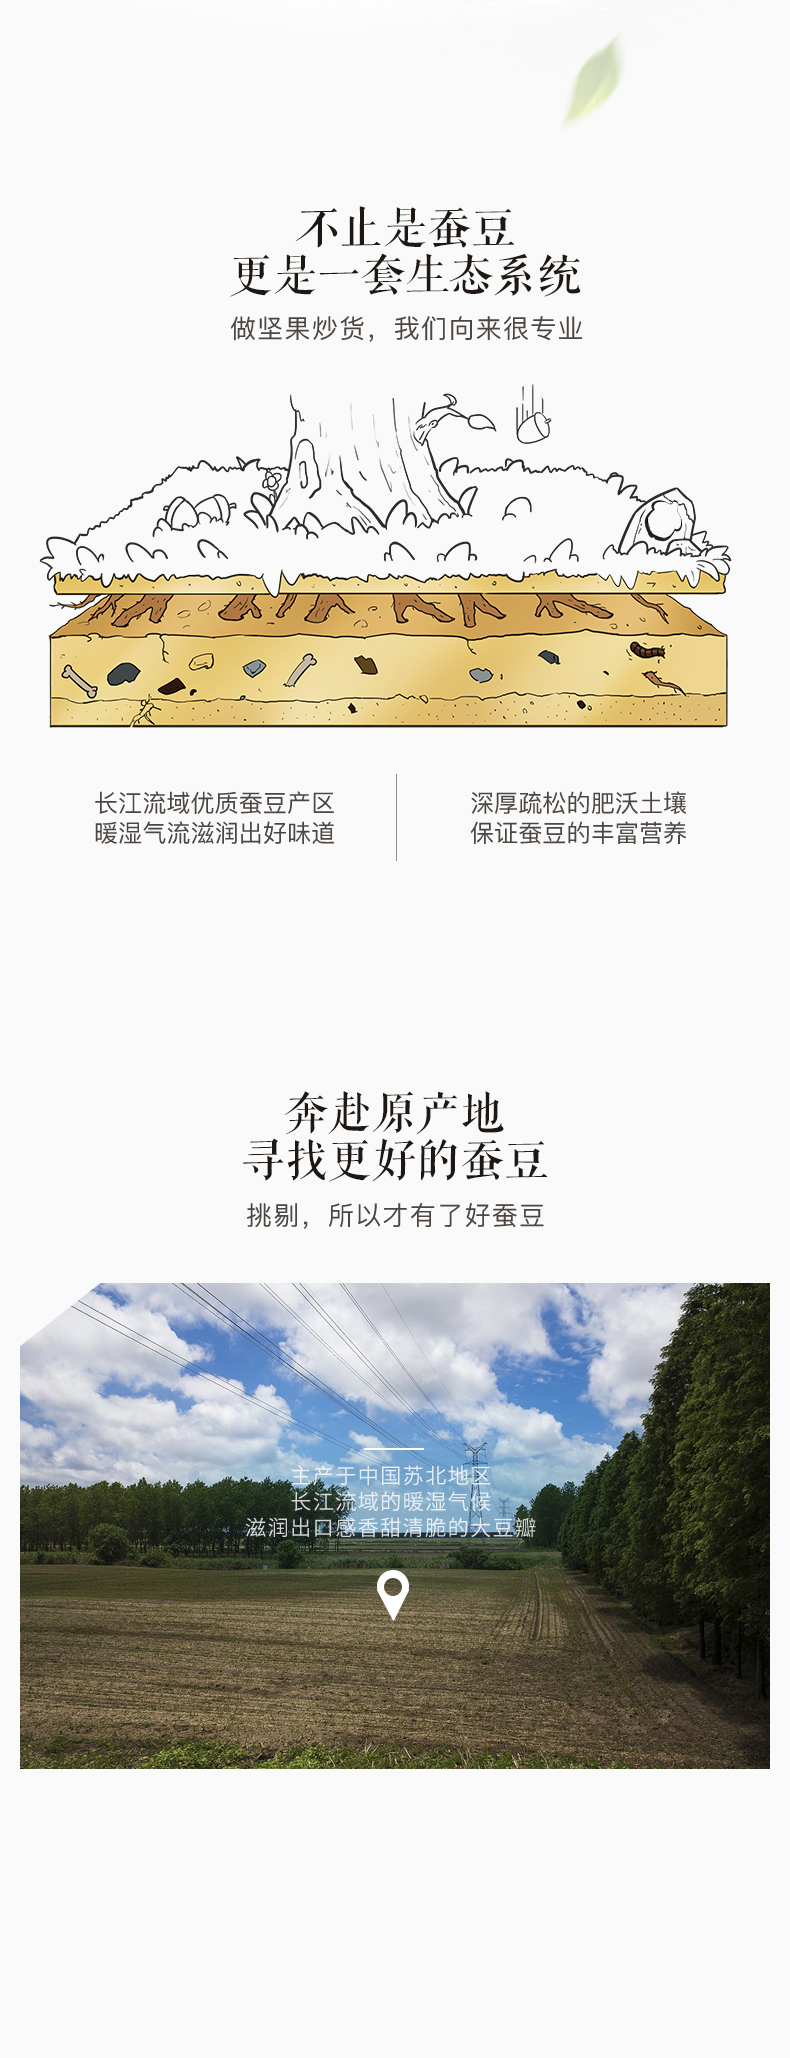 不止是蚕豆
更是一套生态系统
做坚果炒货，我们向来很专业
长江流域优质蚕豆产区
暖湿气流滋润出好味道
深厚疏松的肥沃土壤
保证蚕豆的丰富营养
奔赴原产地
寻找更好的蚕豆
挑剔，所以才有了好蚕豆
主产于中国苏北地区
长江流域的暖湿气候
滋润出口感香甜清脆的大豆瓣